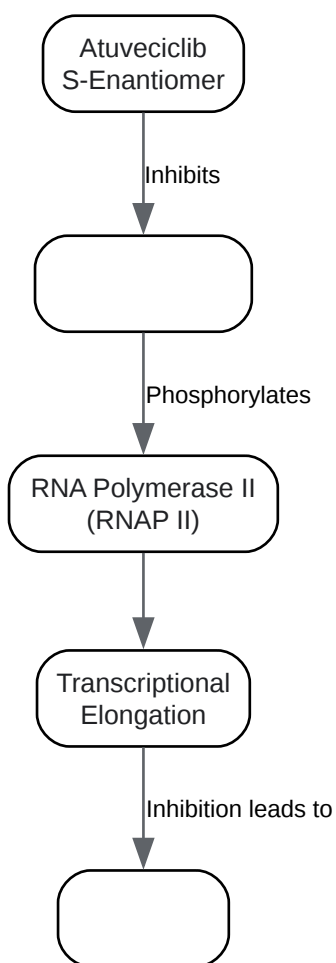 Atuveciclib
S-Enantiomer
Inhibits
Phosphorylates
RNA Polymerase II
(RNAP II)
Transcriptional
Elongation
Inhibition leads to